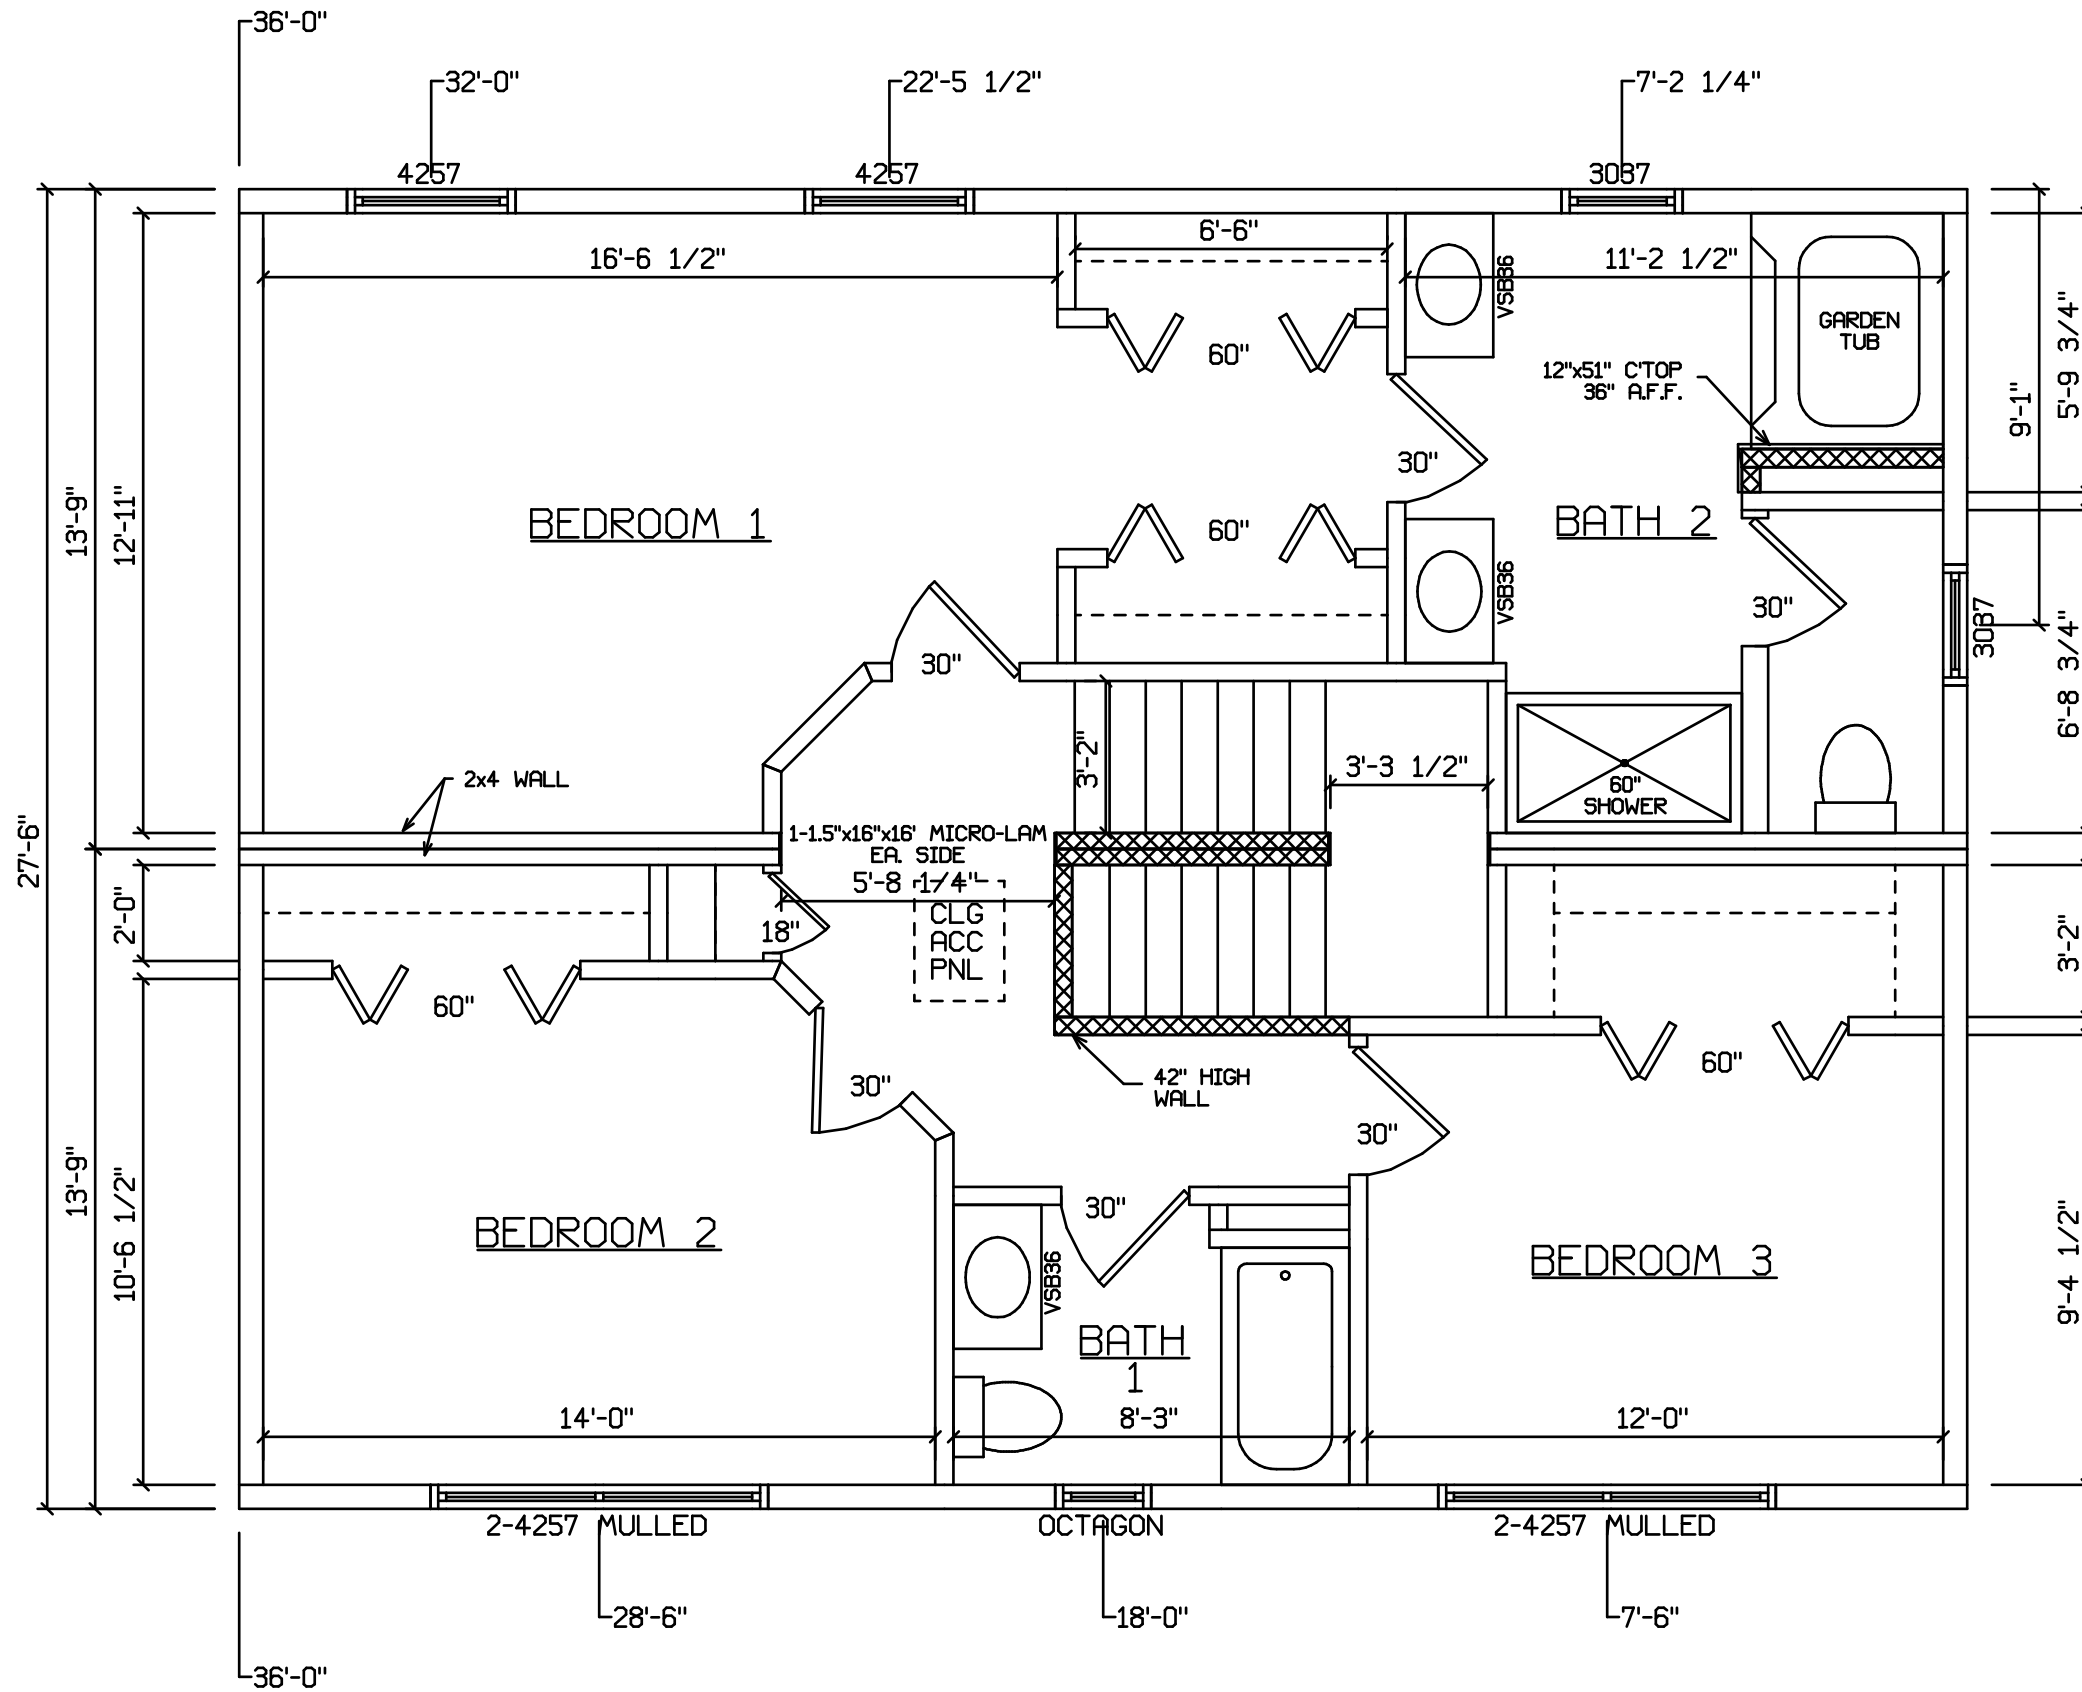 36'-0"
32'-0"
22'-5 1/2"
7'-2 1/4"
4257
4257
3037
6'-6"
16'-6 1/2"
11'-2 1/2"
VSB36
GARDEN
TUB
60"
12"x51" C'TOP
36" A.F.F.
5'-9 3/4"
9'-1"
30"
13'-9"
12'-11"
BEDROOM 1
60"
BATH 2
VSB36
30"
3037
6'-8 3/4"
30"
3'-2"
3'-3 1/2"
2x4 WALL
60"
SHOWER
27'-6"
1-1.5"x16"x16' MICRO-LAM
EA. SIDE
5'-8 1/4"
2'-0"
18"
CLG
ACC
PNL
3'-2"
60"
60"
42" HIGH
WALL
30"
30"
13'-9"
10'-6 1/2"
30"
BEDROOM 2
VSB36
BEDROOM 3
9'-4 1/2"
BATH
1
14'-0"
8'-3"
12'-0"
2-4257 MULLED
OCTAGON
2-4257 MULLED
28'-6"
18'-0"
7'-6"
36'-0"